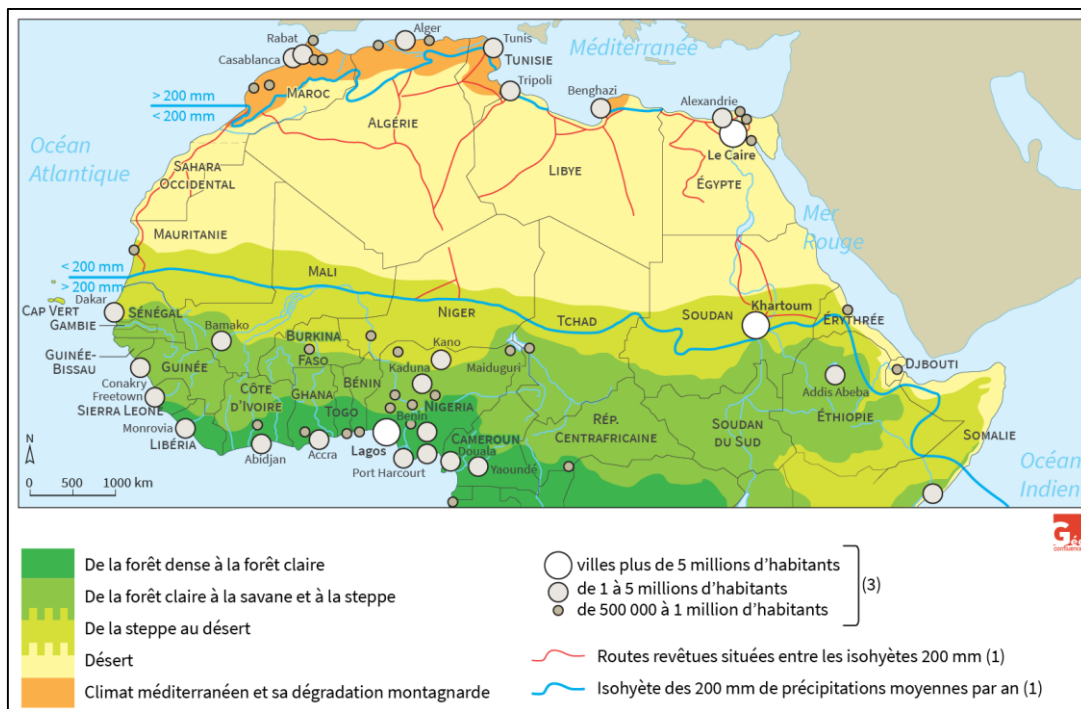 Méditerranée
Rabat
Alger
Tunis
Casablanca
TUNISIE
Tripoli
MAROC
Benghazi
Alexandrie
> 200 mm
< 200 mm
ALGÉRIE
Le Caire
Océan
Atlantique
SAHARA
OCCIDENTAL
LIBYE
ÉGYPTE
Mer
Rouge
MAURITANIE
< 200 mm
> 200 mm
MALI
Dakar
CAP VERT
SÉNÉGAL
GAMBIE
NIGER
TCHAD
SOUDAN
Khartoum
ÉRYTHRÉE
Bamako
BURKINA
FASO
Kano
GUINÉE-
BISSAU
GUINÉE
BÉNIN
Kaduna
Maiduguri
DJIBOUTI
Conakry
Freetown
SIERRA LEONE
CÔTE
D'IVOIRE
GHANA
TOGO
NIGERIA
Benin
Addis Abeba
ÉTHIOPIE
Monrovia
LIBÉRIA
RÉP.
CENTRAFRICAINE
SOUDAN
DU SUD
SOMALIE
CAMEROUN
Douala
Abidjan
Accra
Lagos
Port Harcourt
Yaoundé
Océan
Indien
N
0 500 1000 km
Gé
confluences
De la forêt dense à la forêt claire
De la forêt claire à la savane et à la steppe
De la steppe au désert
Désert
Climat méditerranéen et sa dégradation montagnarde
villes plus de 5 millions d'habitants
de 1 à 5 millions d'habitants
de 500 000 à 1 million d'habitants
(3)
Routes revêtues situées entre les isohyètes 200 mm (1)
Isohyète des 200 mm de précipitations moyennes par an (1)